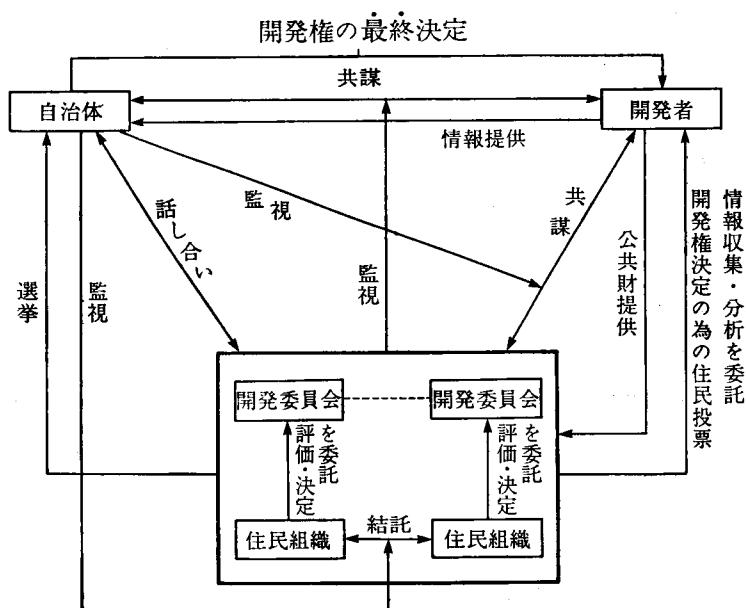 開発権の最終決定
共謀
自治体
開発者
情報提供
監視
話し合い
共謀
監視
選挙
監視
公共財提供
開発権決定の為の住民投票
情報収集・分析を委託
開発委員会
開発委員会
評価・決定
を委託
評価・決定
を委託
住民組織
結託
住民組織